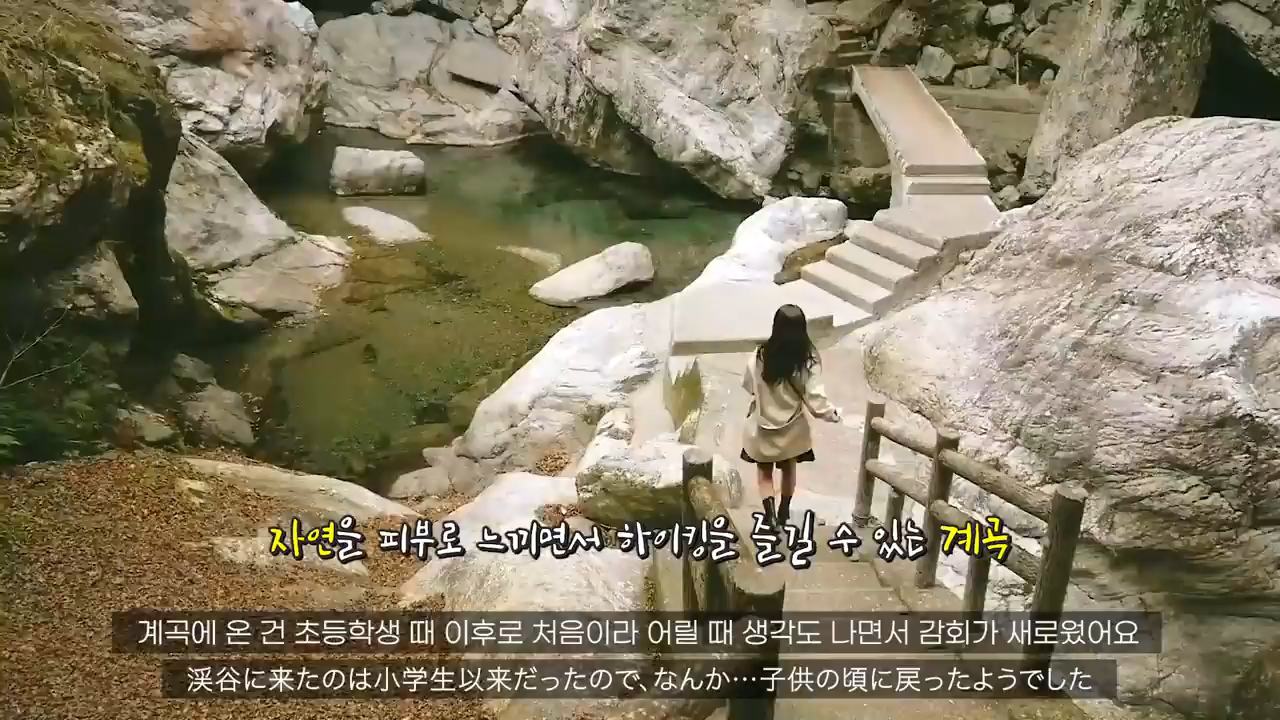 자연을 피부로 느끼면서 하이킹을 즐길 수 있는 계곡
계곡에 온 건 초등학생 때 이후로 처음이라 어릴 때 생각도 나면서 감회가 새로웠어요
渓谷に来たのは小学生以来だったので、なんか…子供の頃に戻ったようでした